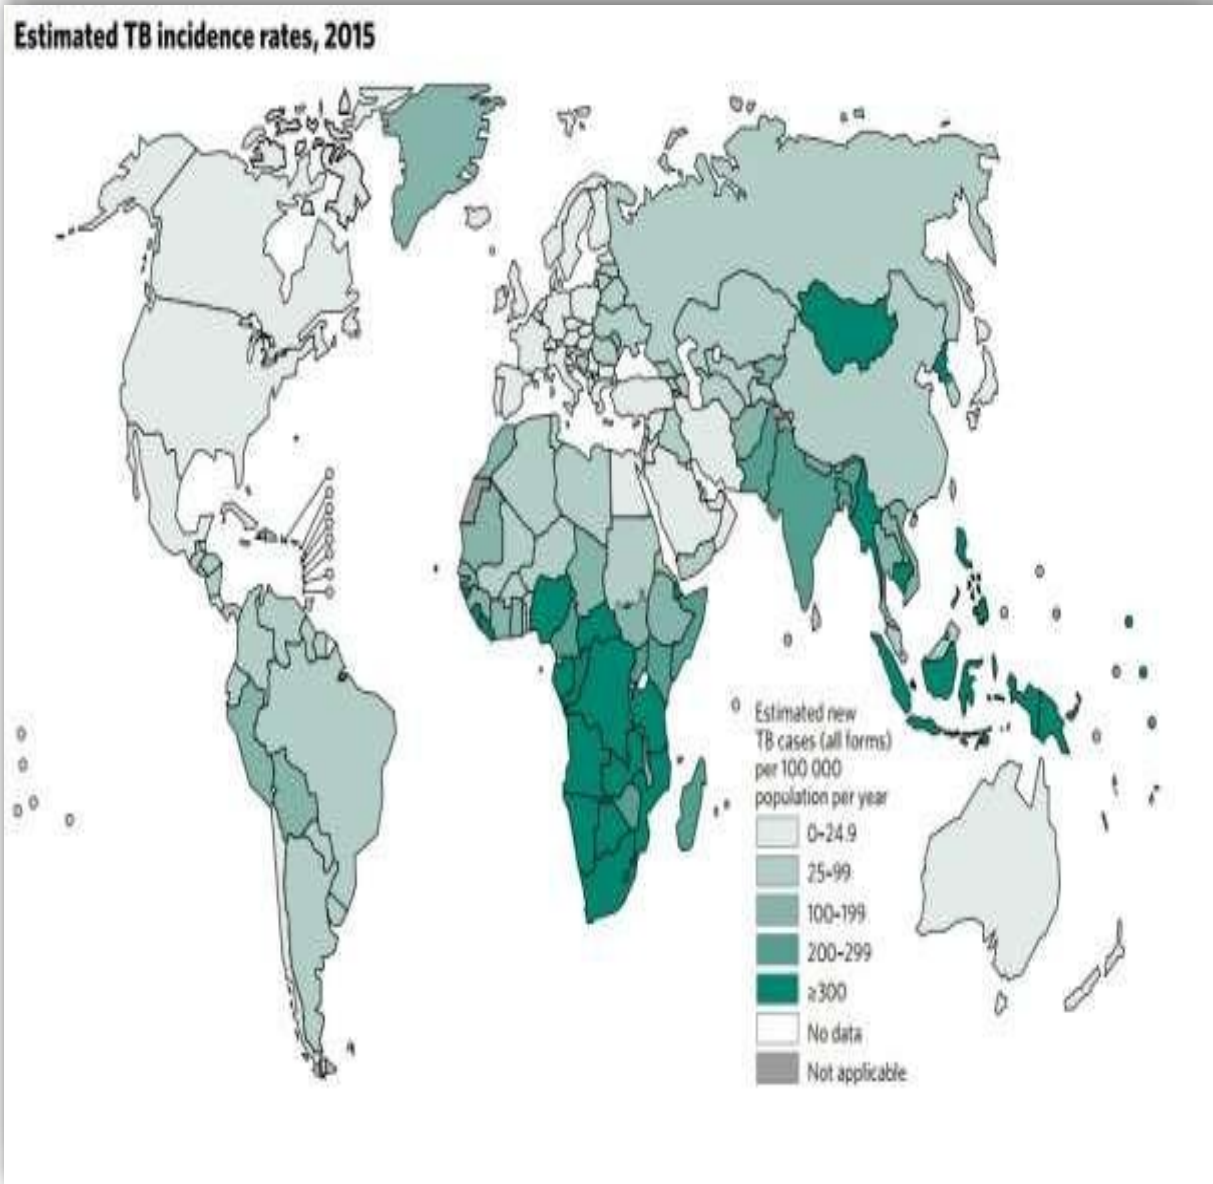 Estimated TB incidence rates, 2015
Estimated new
TB cases (all forms)
per 100 000
population per year
0–24.9
25–99
100–199
200–299
≥300
No data
Not applicable